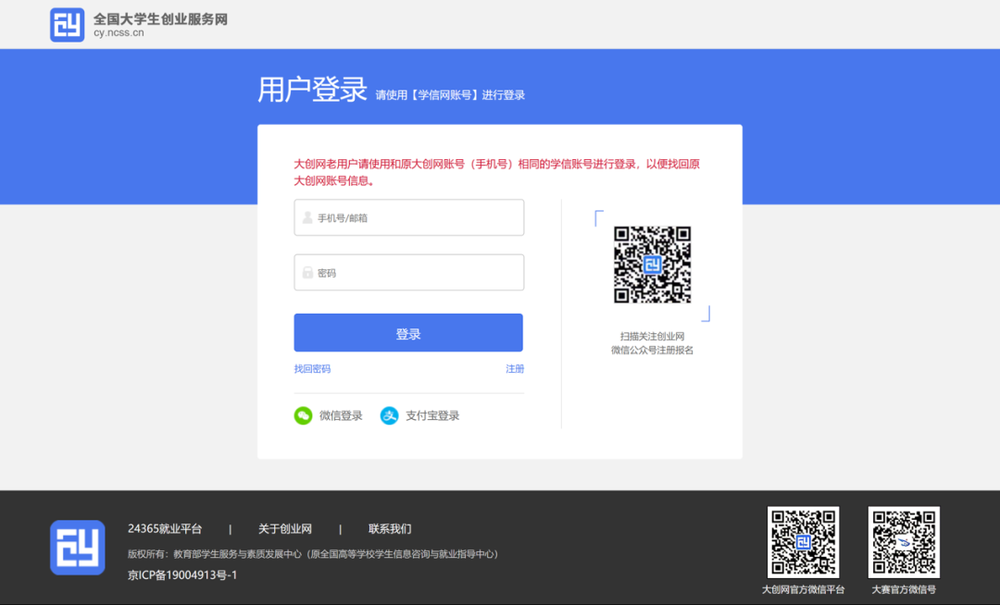 全国大学生创业服务网
cy.ncss.cn
用户登录 请使用【学信网账号】进行登录
大创网老用户请使用和原大创网账号（手机号）相同的学信账号进行登录，以便找回原
大创网账号信息。
手机号/邮箱
密码
登录
找回密码 注册
微信登录 支付宝登录
扫描关注创业网
微信公众号注册报名
24365就业平台 | 关于创业网 | 联系我们
版权所有：教育部学生服务与素质发展中心（原全国高等学校学生信息咨询与就业指导中心）
京ICP备19004913号-1
大创网官方微信平台
大赛官方微信号